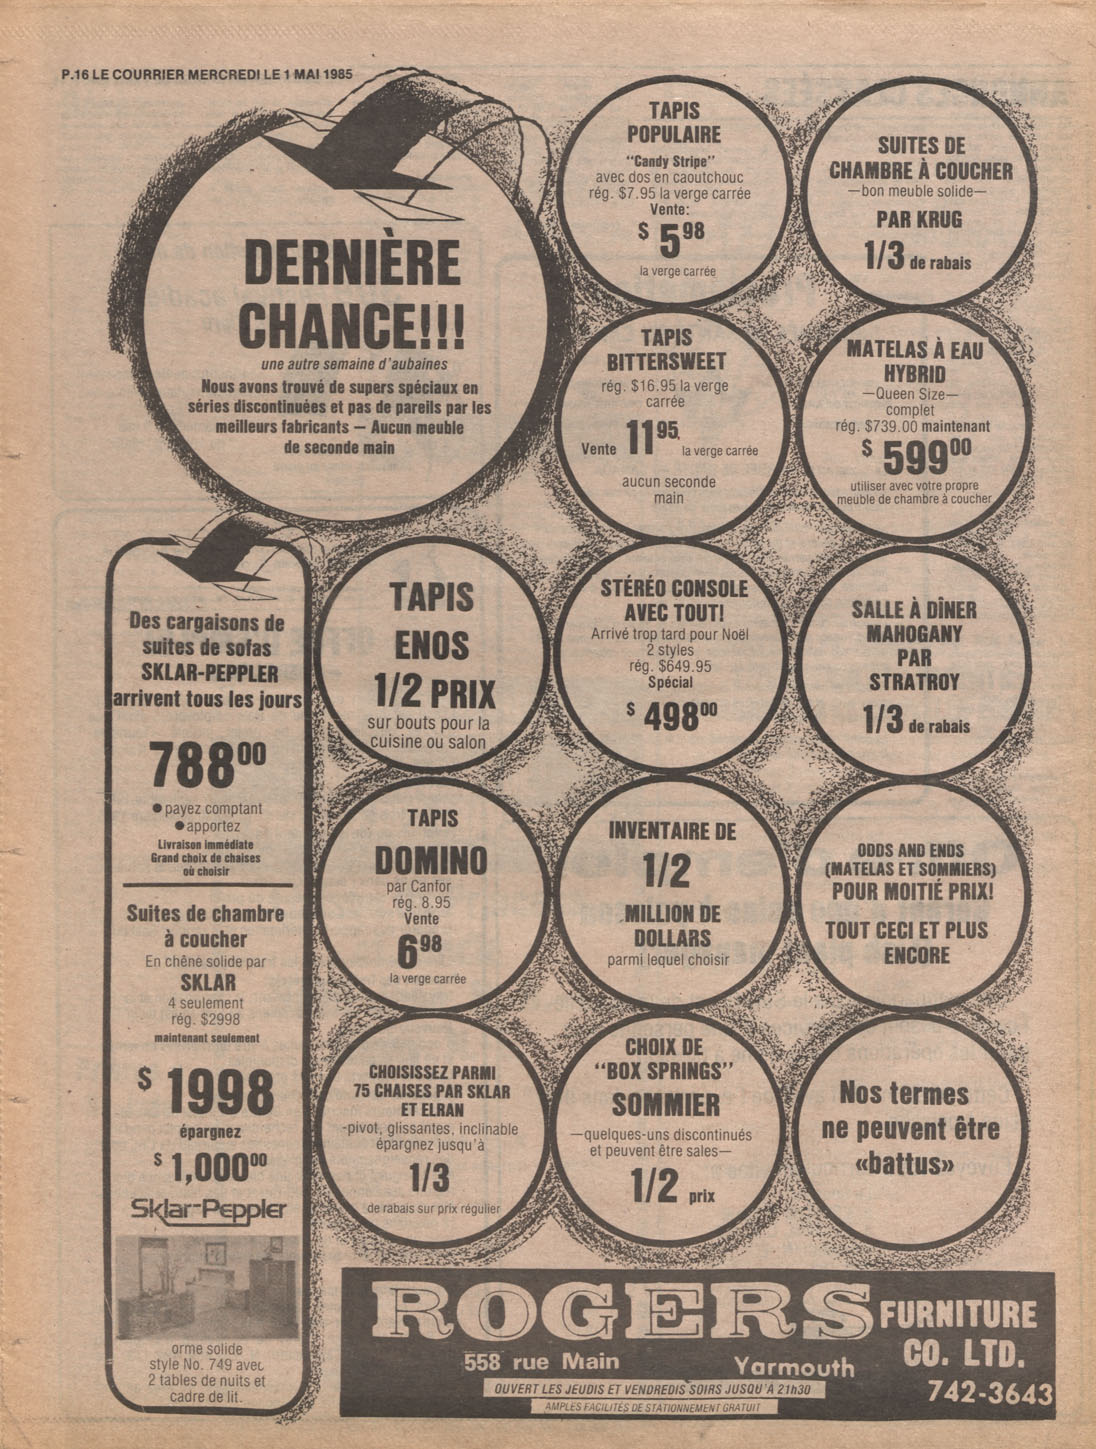 P.16 LE COURRIER MERCREDI LE 1 MAI 1985
DERNIÈRE
CHANCE!!!
une autre semaine d'aubaines
Nous avons trouvé de supers spéciaux en
séries discontinuées et pas de pareils par les
meilleurs fabricants — Aucun meuble
de seconde main
TAPIS
POPULAIRE
"Candy Stripe"
avec dos en caoutchouc
rég. $7.95 la verge carrée
Vente:
$ 5 98
la verge carrée
SUITES DE
CHAMBRE À COUCHER
—bon meuble solide—
PAR KRUG
1/3 de rabais
TAPIS
BITTERSWEET
rég. $16.95 la verge
carrée
Vente 11 95, la verge carrée
aucun seconde
main
MATELAS À EAU
HYBRID
—Queen Size—
complet
rég. $739.00 maintenant
$ 599 00
utiliser avec votre propre
meuble de chambre à coucher
Des cargaisons de
suites de sofas
SKLAR-PEPPLER
arrivent tous les jours
788 00
● payez comptant
● apportez
Livraison immédiate
Grand choix de chaises
où choisir
Suites de chambre
à coucher
En chêne solide par
SKLAR
4 seulement
rég. $2998
maintenant seulement
$ 1998
épargnez
$ 1,000 00
Sklar-Peppler
orme solide
style No. 749 avec
2 tables de nuits et
cadre de lit.
TAPIS
ENOS
1/2 PRIX
sur bouts pour la
cuisine ou salon
STÉRÉO CONSOLE
AVEC TOUT!
Arrivé trop tard pour Noël
2 styles
rég. $649.95
Spécial
$ 498 00
SALLE À DÎNER
MAHOGANY
PAR
STRATROY
1/3 de rabais
TAPIS
DOMINO
par Canfor
rég. 8.95
Vente
6 98
la verge carrée
INVENTAIRE DE
1/2
MILLION DE
DOLLARS
parmi lequel choisir
ODDS AND ENDS
(MATELAS ET SOMMIERS)
POUR MOITIÉ PRIX!
TOUT CECI ET PLUS
ENCORE
CHOISISSEZ PARMI
75 CHAISES PAR SKLAR
ET ELRAN
-pivot, glissantes, inclinable
épargnez jusqu'à
1/3
de rabais sur prix régulier
CHOIX DE
"BOX SPRINGS"
SOMMIER
—quelques-uns discontinués
et peuvent être sales—
1/2 prix
Nos termes
ne peuvent être
«battus»
ROGERS FURNITURE
CO. LTD.
558 rue Main Yarmouth
742-3643
OUVERT LES JEUDIS ET VENDREDIS SOIRS JUSQU'À 21h30
AMPLES FACILITÉS DE STATIONNEMENT GRATUIT